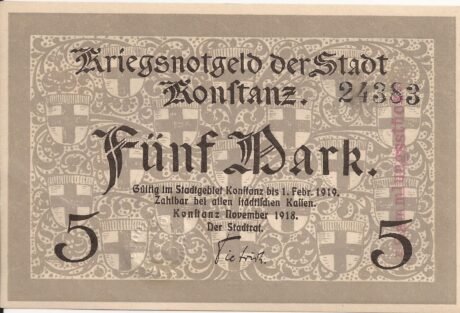 Kriegsnotgeld der Stadt
Konstanz. 24383
Fünf Mark.
Gültig im Stadtgebiet Konstanz bis 1. Febr. 1919.
Zahlbar bei allen städtischen Kassen.
Konstanz November 1918.
Der Stadtrat.
5 5